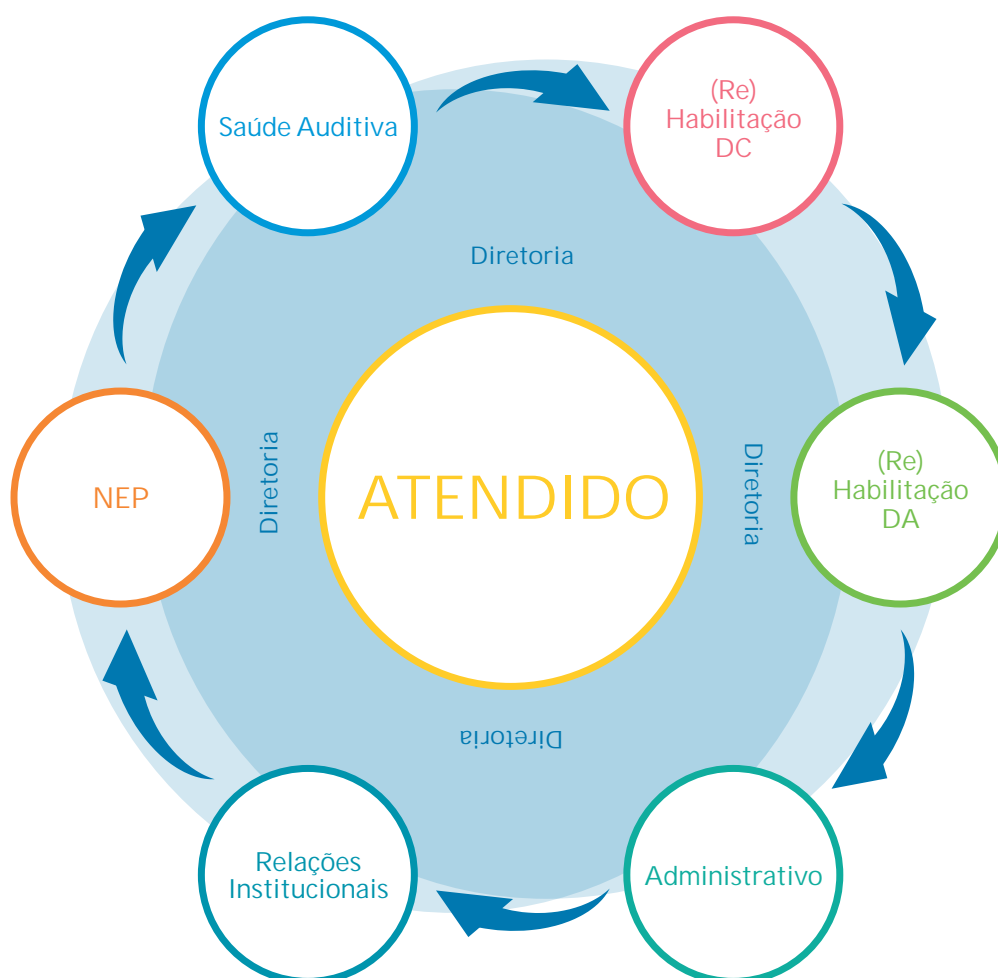 Saúde Auditiva
(Re)
Habilitação
DC
Diretoria
Diretoria
ATENDIDO
Diretoria
NEP
(Re)
Habilitação
DA
Diretoria
Relações
Institucionais
Administrativo